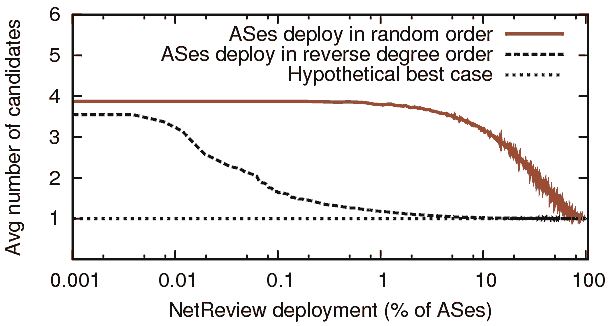 6
5
4
3
2
1
Avg number of candidates
ASes deploy in random order
ASes deploy in reverse degree order
Hypothetical best case
0.001 0.01 0.1 1 10 100
NetReview deployment (% of ASes)